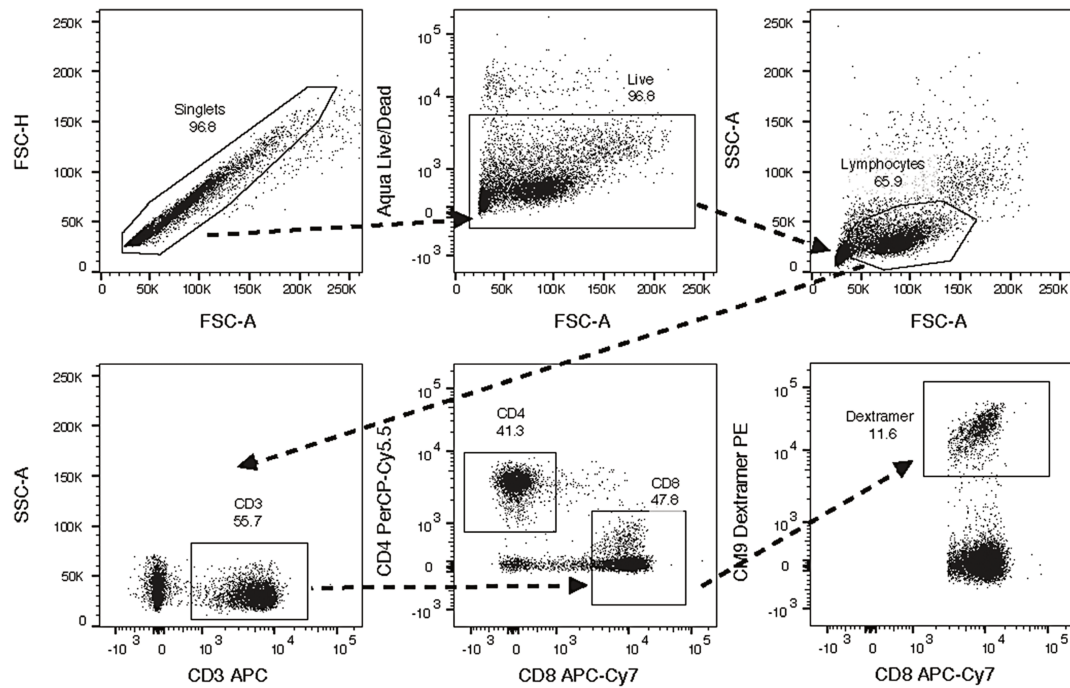 250K
200K
150K
100K
50K
0
FSC-H
Singlets
96.8
0 50K 100K 150K 200K 250K
FSC-A
10^5
10^4
10^3
0
-10^3
Aqua Live/Dead
Live
96.8
0 50K 100K 150K 200K 250K
FSC-A
250K
200K
150K
100K
50K
0
SSC-A
Lymphocytes
65.9
0 50K 100K 150K 200K 250K
FSC-A
250K
200K
150K
100K
50K
0
SSC-A
CD3
55.7
-10^3 0 10^3 10^4 10^5
CD3 APC
10^5
10^4
10^3
0
-10^3
CD4 PerCP-Cy5.5
CD4
41.3
CD8
47.8
-10^3 0 10^3 10^4 10^5
CD8 APC-Cy7
10^5
10^4
10^3
0
-10^3
CM9 Dextramer PE
Dextramer
11.6
-10^3 0 10^3 10^4 10^5
CD8 APC-Cy7